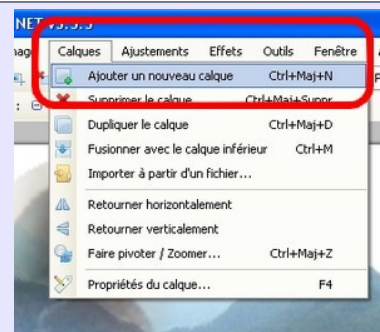 NET v3.5.5
Calques Ajustements Effets Outils Fenêtre
Ajouter un nouveau calque Ctrl+Maj+N
Supprimer le calque Ctrl+Maj+Suppr
Dupliquer le calque Ctrl+Maj+D
Fusionner avec le calque inférieur Ctrl+M
Importer à partir d'un fichier...
Retourner horizontalement
Retourner verticalement
Faire pivoter / Zoomer... Ctrl+Maj+Z
Propriétés du calque... F4